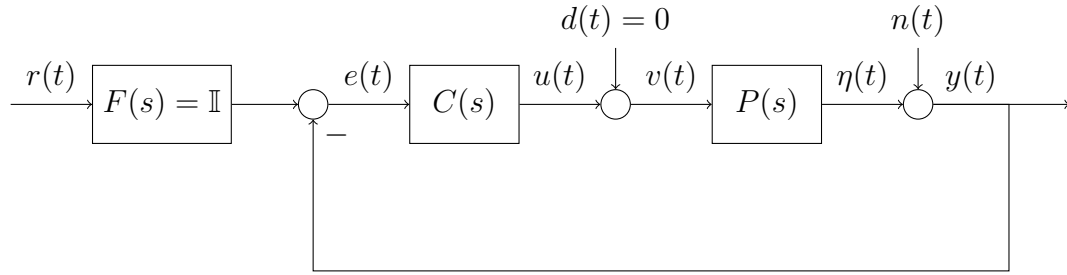 d(t) = 0
n(t)
r(t)
F(s) = 𝕀
e(t)
C(s)
u(t)
v(t)
P(s)
η(t)
y(t)
−